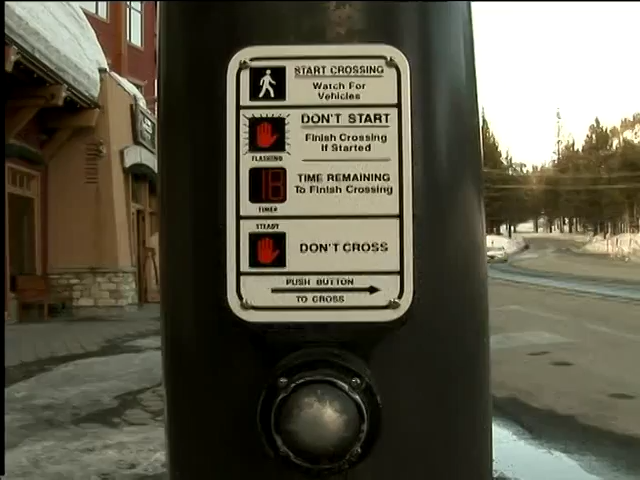 START CROSSING
Watch For
Vehicles
DON'T START
Finish Crossing
If Started
FLASHING
18
TIME REMAINING
To Finish Crossing
TIMER
STEADY
DON'T CROSS
PUSH BUTTON
TO CROSS